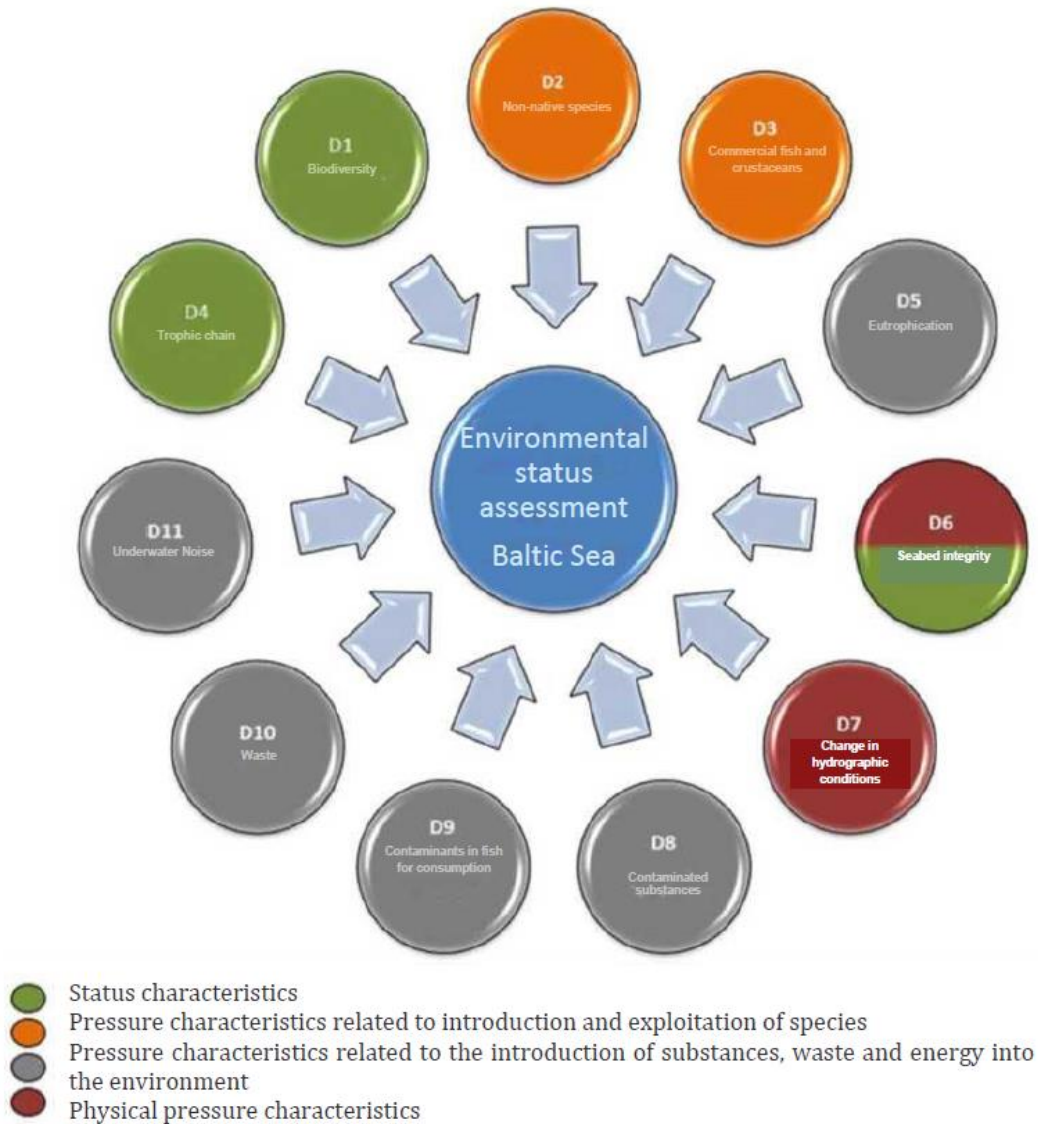 D1
Biodiversity
D2
Non-native species
D3
Commercial fish and
crustaceans
D4
Trophic chain
D5
Eutrophication
Environmental
status
assessment
Baltic Sea
D6
Seabed integrity
D11
Underwater Noise
D7
Change in
hydrographic
conditions
D10
Waste
D9
Contaminants in fish
for consumption
D8
Contaminated
substances
Status characteristics
Pressure characteristics related to introduction and exploitation of species
Pressure characteristics related to the introduction of substances, waste and energy into
the environment
Physical pressure characteristics